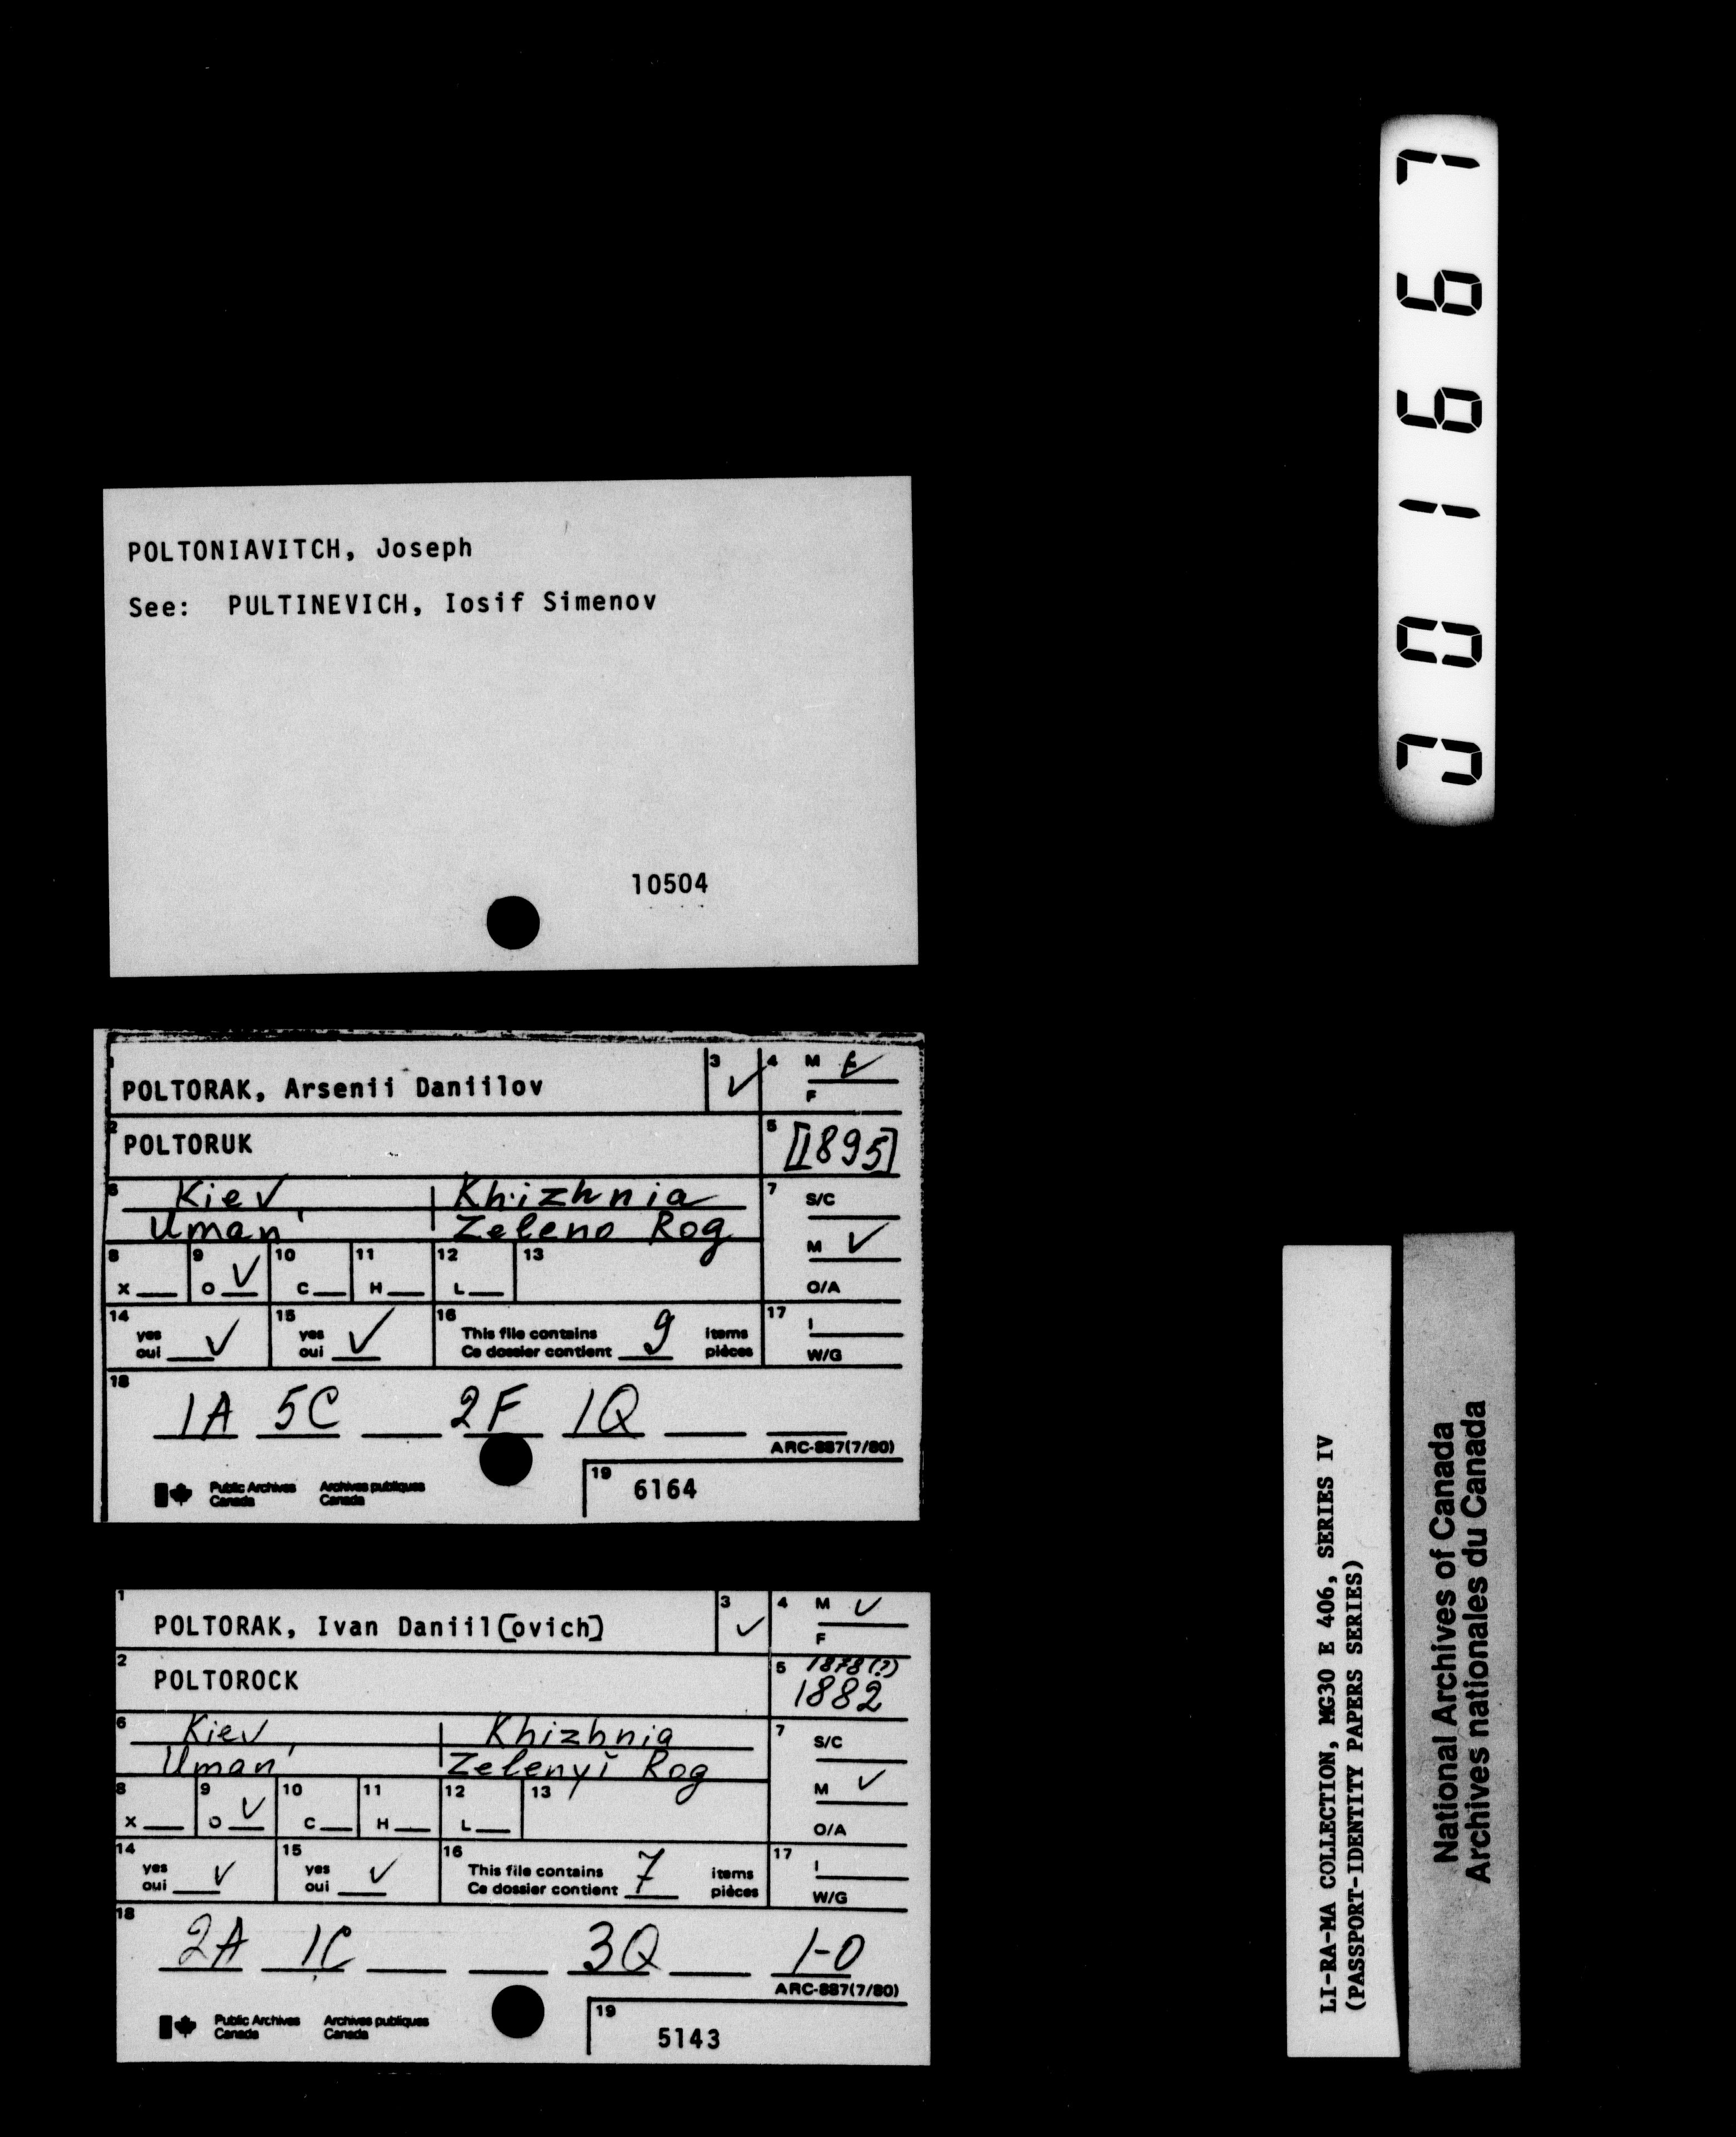 POLTONIAVITCH, Joseph
See: PULTINEVICH, Iosif Simenov
10504
1 POLTORAK, Arsenii Daniilov 3 ✓ 4 M ✓
F
2 POLTORUK 5 [1895]
6 Kiev Khizhnia 7 S/C
Uman' Zeleno Rog M ✓
8 X 9 O ✓ 10 C 11 H 12 L 13 O/A
14 yes oui ✓ 15 yes oui ✓ 16 This file contains 9 items 17 I
Ce dossier contient pièces W/G
18 1A 5C 2F 1Q
ARC-887(7/80)
Public Archives Archives publiques
Canada Canada
19 6164
1 POLTORAK, Ivan Daniil[ovich] 3 ✓ 4 M ✓
F
2 POLTOROCK 5 1878(?)
1882
6 Kiev Khizhnia 7 S/C
Uman' Zelenyĭ Rog M ✓
8 X 9 O ✓ 10 C 11 H 12 L 13 O/A
14 yes oui ✓ 15 yes oui ✓ 16 This file contains 7 items 17 I
Ce dossier contient pièces W/G
18 2A 1C 3Q 1-0
ARC-887(7/80)
Public Archives Archives publiques
Canada Canada
19 5143
LI-RA-MA COLLECTION, MG30 E 406, SERIES IV
(PASSPORT-IDENTITY PAPERS SERIES)
National Archives of Canada
Archives nationales du Canada